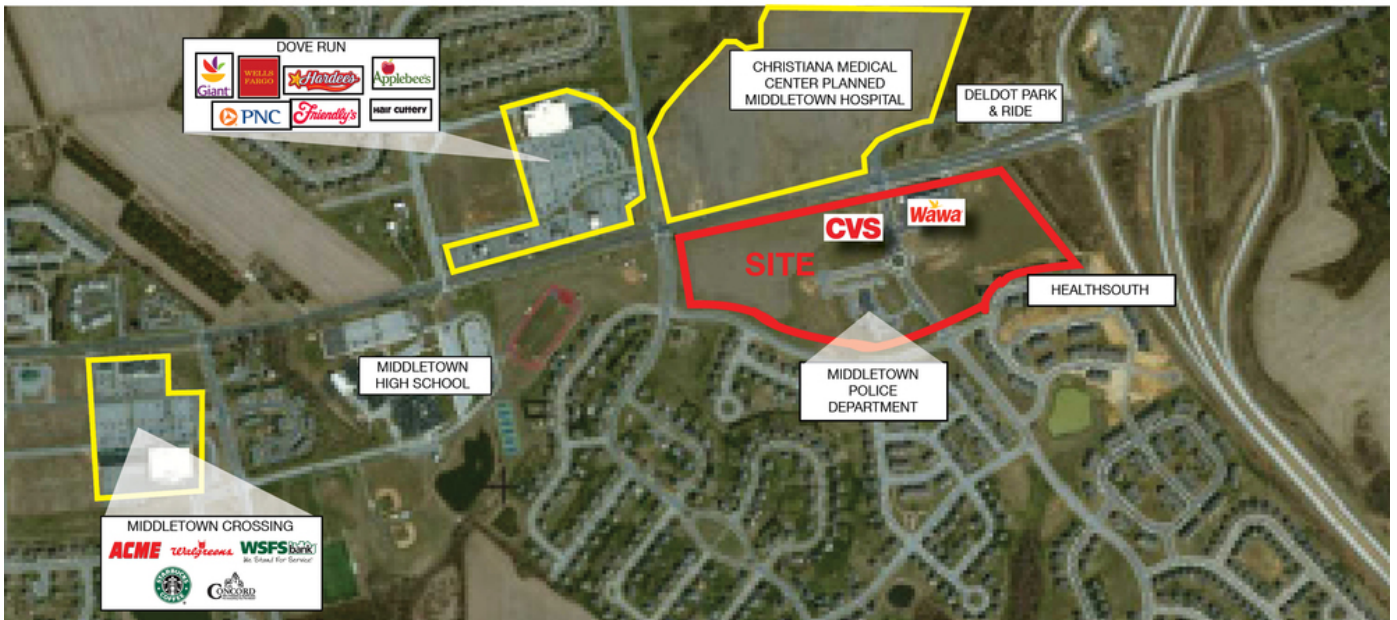 DOVE RUN
Giant
WELLS
FARGO
Hardee's
Applebee's
PNC
Friendly's
HAIR CUTTERY
CHRISTIANA MEDICAL
CENTER PLANNED
MIDDLETOWN HOSPITAL
DELDOT PARK
& RIDE
CVS
Wawa
SITE
HEALTHSOUTH
MIDDLETOWN
HIGH SCHOOL
MIDDLETOWN
POLICE
DEPARTMENT
MIDDLETOWN CROSSING
ACME
Walgreens
WSFS bank
We Stand For Service
STARBUCKS
COFFEE
CONCORD